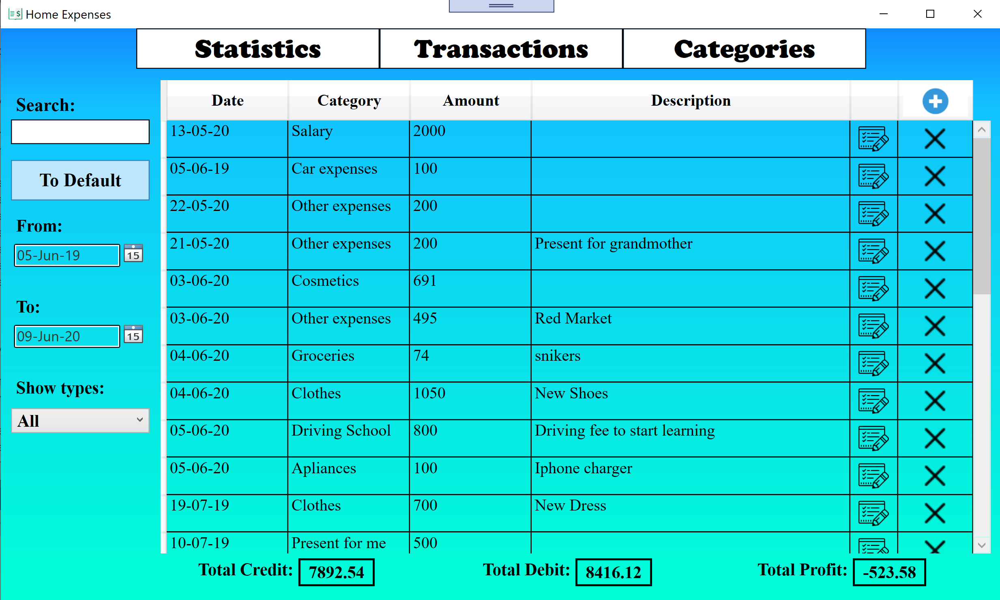 Home Expenses
Statistics Transactions Categories
Search:
To Default
From:
05-Jun-19 15
To:
09-Jun-20 15
Show types:
All
Date Category Amount Description
13-05-20 Salary 2000
05-06-19 Car expenses 100
22-05-20 Other expenses 200
21-05-20 Other expenses 200 Present for grandmother
03-06-20 Cosmetics 691
03-06-20 Other expenses 495 Red Market
04-06-20 Groceries 74 snikers
04-06-20 Clothes 1050 New Shoes
05-06-20 Driving School 800 Driving fee to start learning
05-06-20 Apliances 100 Iphone charger
19-07-19 Clothes 700 New Dress
10-07-19 Present for me 500
Total Credit: 7892.54 Total Debit: 8416.12 Total Profit: -523.58